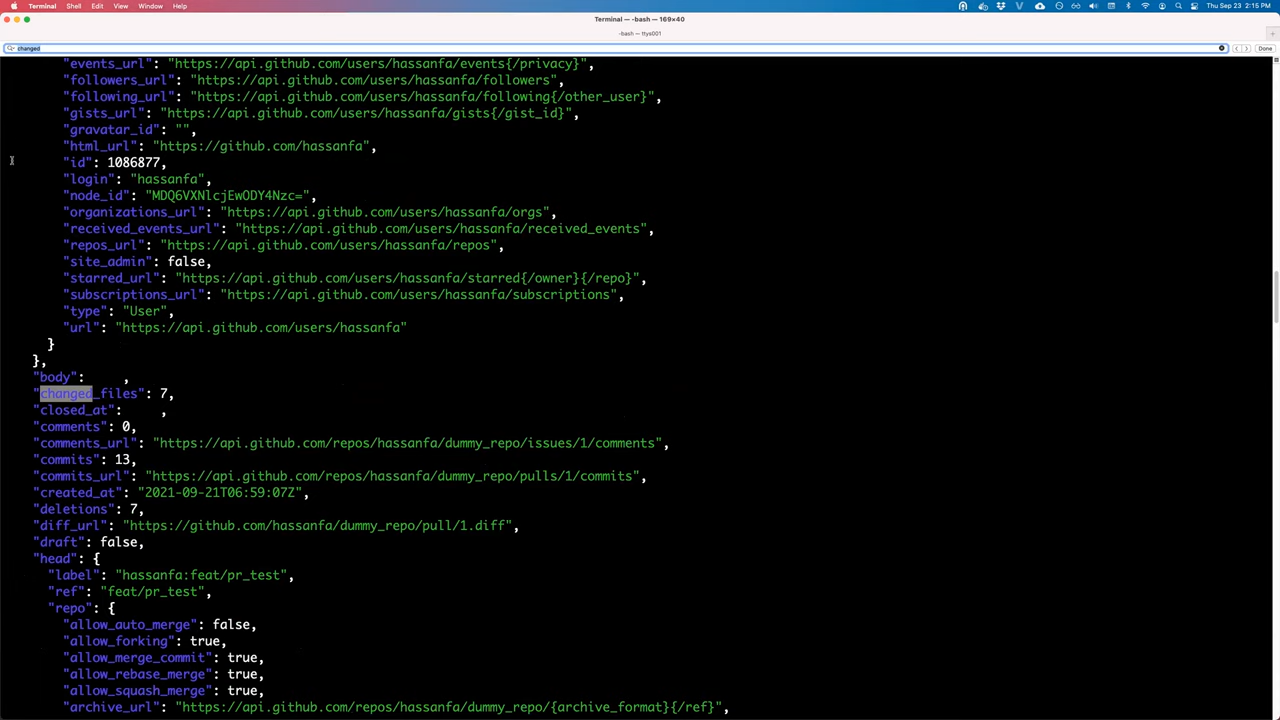 Terminal Shell Edit View Window Help
Thu Sep 23 2:15 PM
Terminal — -bash — 169×40
-bash — ttys001
changed
Done
"events_url": "https://api.github.com/users/hassanfa/events{/privacy}",
"followers_url": "https://api.github.com/users/hassanfa/followers",
"following_url": "https://api.github.com/users/hassanfa/following{/other_user}",
"gists_url": "https://api.github.com/users/hassanfa/gists{/gist_id}",
"gravatar_id": "",
"html_url": "https://github.com/hassanfa",
"id": 1086877,
"login": "hassanfa",
"node_id": "MDQ6VXNlcjEwODY4Nzc=",
"organizations_url": "https://api.github.com/users/hassanfa/orgs",
"received_events_url": "https://api.github.com/users/hassanfa/received_events",
"repos_url": "https://api.github.com/users/hassanfa/repos",
"site_admin": false,
"starred_url": "https://api.github.com/users/hassanfa/starred{/owner}{/repo}",
"subscriptions_url": "https://api.github.com/users/hassanfa/subscriptions",
"type": "User",
"url": "https://api.github.com/users/hassanfa"
}
},
"body": ,
"changed_files": 7,
"closed_at": ,
"comments": 0,
"comments_url": "https://api.github.com/repos/hassanfa/dummy_repo/issues/1/comments",
"commits": 13,
"commits_url": "https://api.github.com/repos/hassanfa/dummy_repo/pulls/1/commits",
"created_at": "2021-09-21T06:59:07Z",
"deletions": 7,
"diff_url": "https://github.com/hassanfa/dummy_repo/pull/1.diff",
"draft": false,
"head": {
"label": "hassanfa:feat/pr_test",
"ref": "feat/pr_test",
"repo": {
"allow_auto_merge": false,
"allow_forking": true,
"allow_merge_commit": true,
"allow_rebase_merge": true,
"allow_squash_merge": true,
"archive_url": "https://api.github.com/repos/hassanfa/dummy_repo/{archive_format}{/ref}",